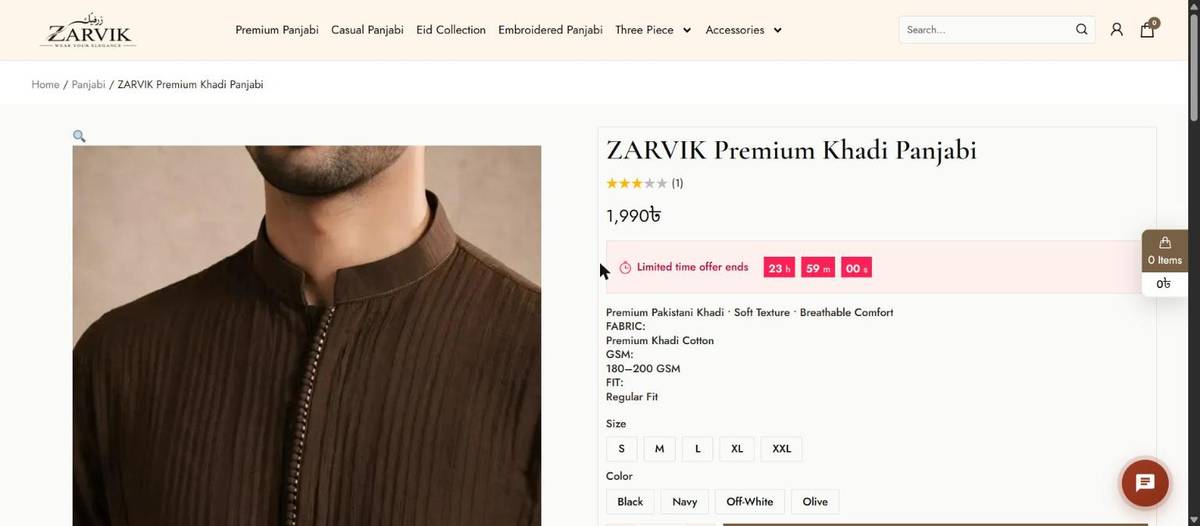 زرفيك
ZARVIK
WEAR YOUR ELEGANCE
Premium Panjabi Casual Panjabi Eid Collection Embroidered Panjabi Three Piece Accessories
Search...
0
Home / Panjabi / ZARVIK Premium Khadi Panjabi
ZARVIK Premium Khadi Panjabi
(1)
1,990৳
Limited time offer ends 23 h 59 m 00 s
0 Items
0৳
Premium Pakistani Khadi · Soft Texture · Breathable Comfort
FABRIC:
Premium Khadi Cotton
GSM:
180–200 GSM
FIT:
Regular Fit
Size
S M L XL XXL
Color
Black Navy Off-White Olive